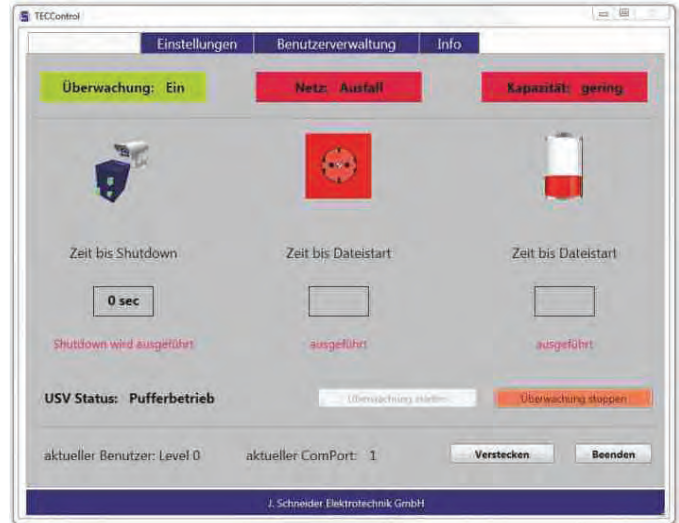 TECControl
Einstellungen Benutzerverwaltung Info
Überwachung: Ein Netz: Ausfall Kapazität: gering
Zeit bis Shutdown Zeit bis Dateistart Zeit bis Dateistart
0 sec
Shutdown wird ausgeführt ausgeführt ausgeführt
USV Status: Pufferbetrieb Überwachung starten Überwachung stoppen
aktueller Benutzer: Level 0 aktueller ComPort: 1 Verstecken Beenden
J. Schneider Elektrotechnik GmbH